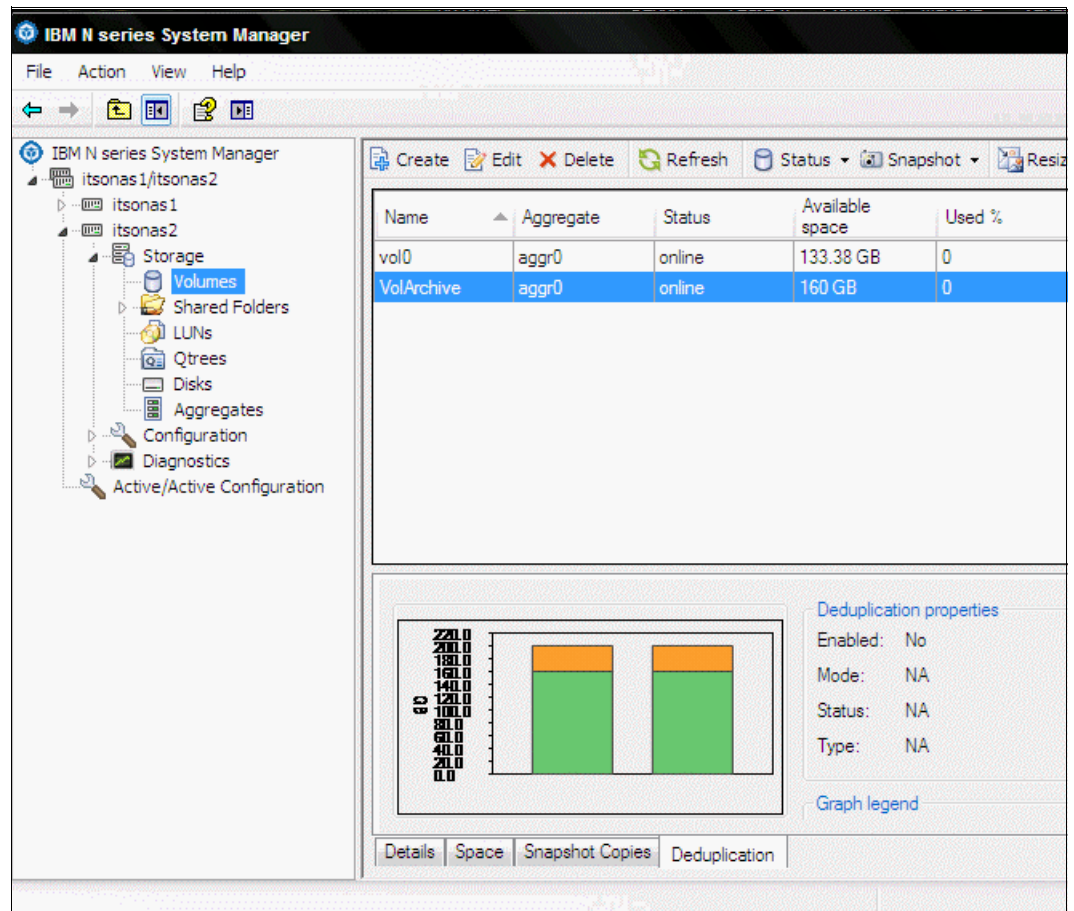 IBM N series System Manager
File Action View Help
IBM N series System Manager
itsonas1/itsonas2
itsonas1
itsonas2
Storage
Volumes
Shared Folders
LUNs
Qtrees
Disks
Aggregates
Configuration
Diagnostics
Active/Active Configuration
Create Edit Delete Refresh Status Snapshot Resiz
Name Aggregate Status Available space Used %
vol0 aggr0 online 133.38 GB 0
VolArchive aggr0 online 160 GB 0
220.0
200.0
180.0
160.0
140.0
120.0
100.0
80.0
60.0
40.0
20.0
0.0
GB
Deduplication properties
Enabled: No
Mode: NA
Status: NA
Type: NA
Graph legend
Details Space Snapshot Copies Deduplication